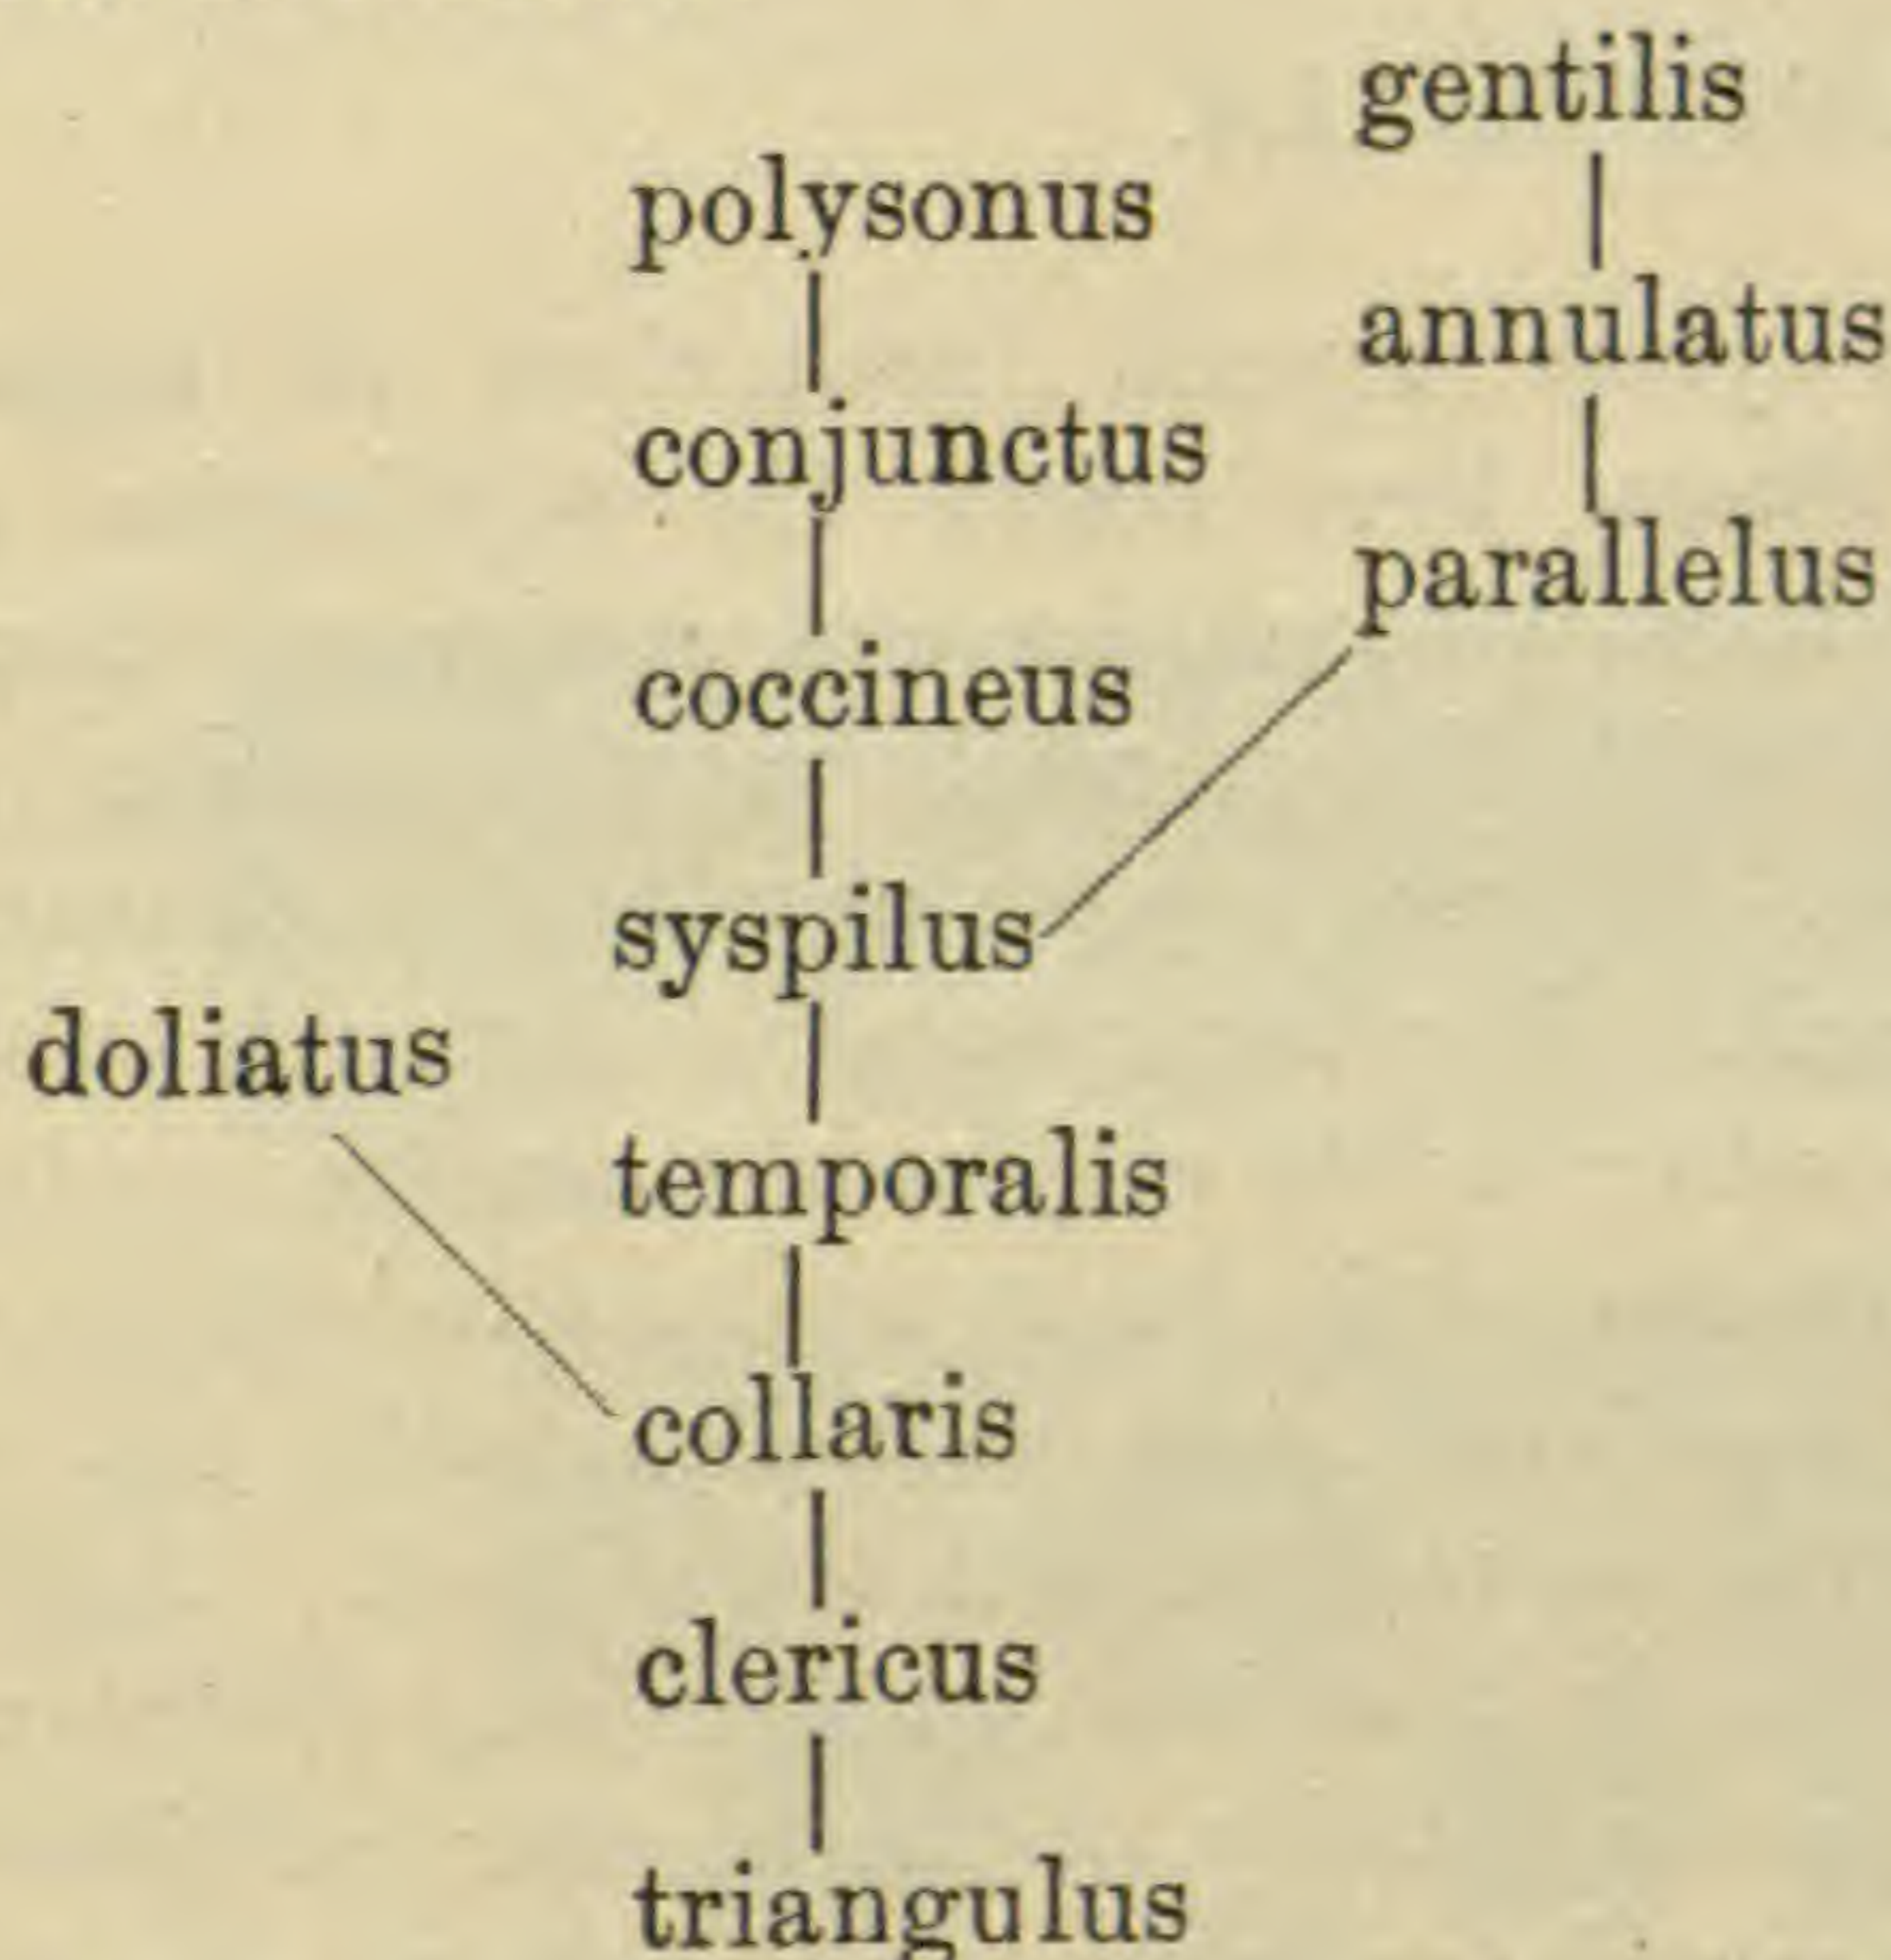 gentilis
polysonus
annulatus
conjunctus
parallelus
coccineus
syspilus
doliatus
temporalis
collaris
clericus
triangulus